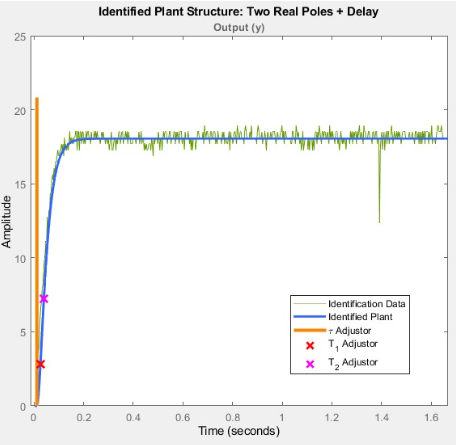 Identified Plant Structure: Two Real Poles + Delay
Output (y)
25
20
15
10
5
0
Amplitude
0 0.2 0.4 0.6 0.8 1 1.2 1.4 1.6
Time (seconds)
Identification Data
Identified Plant
τ Adjustor
T1 Adjustor
T2 Adjustor